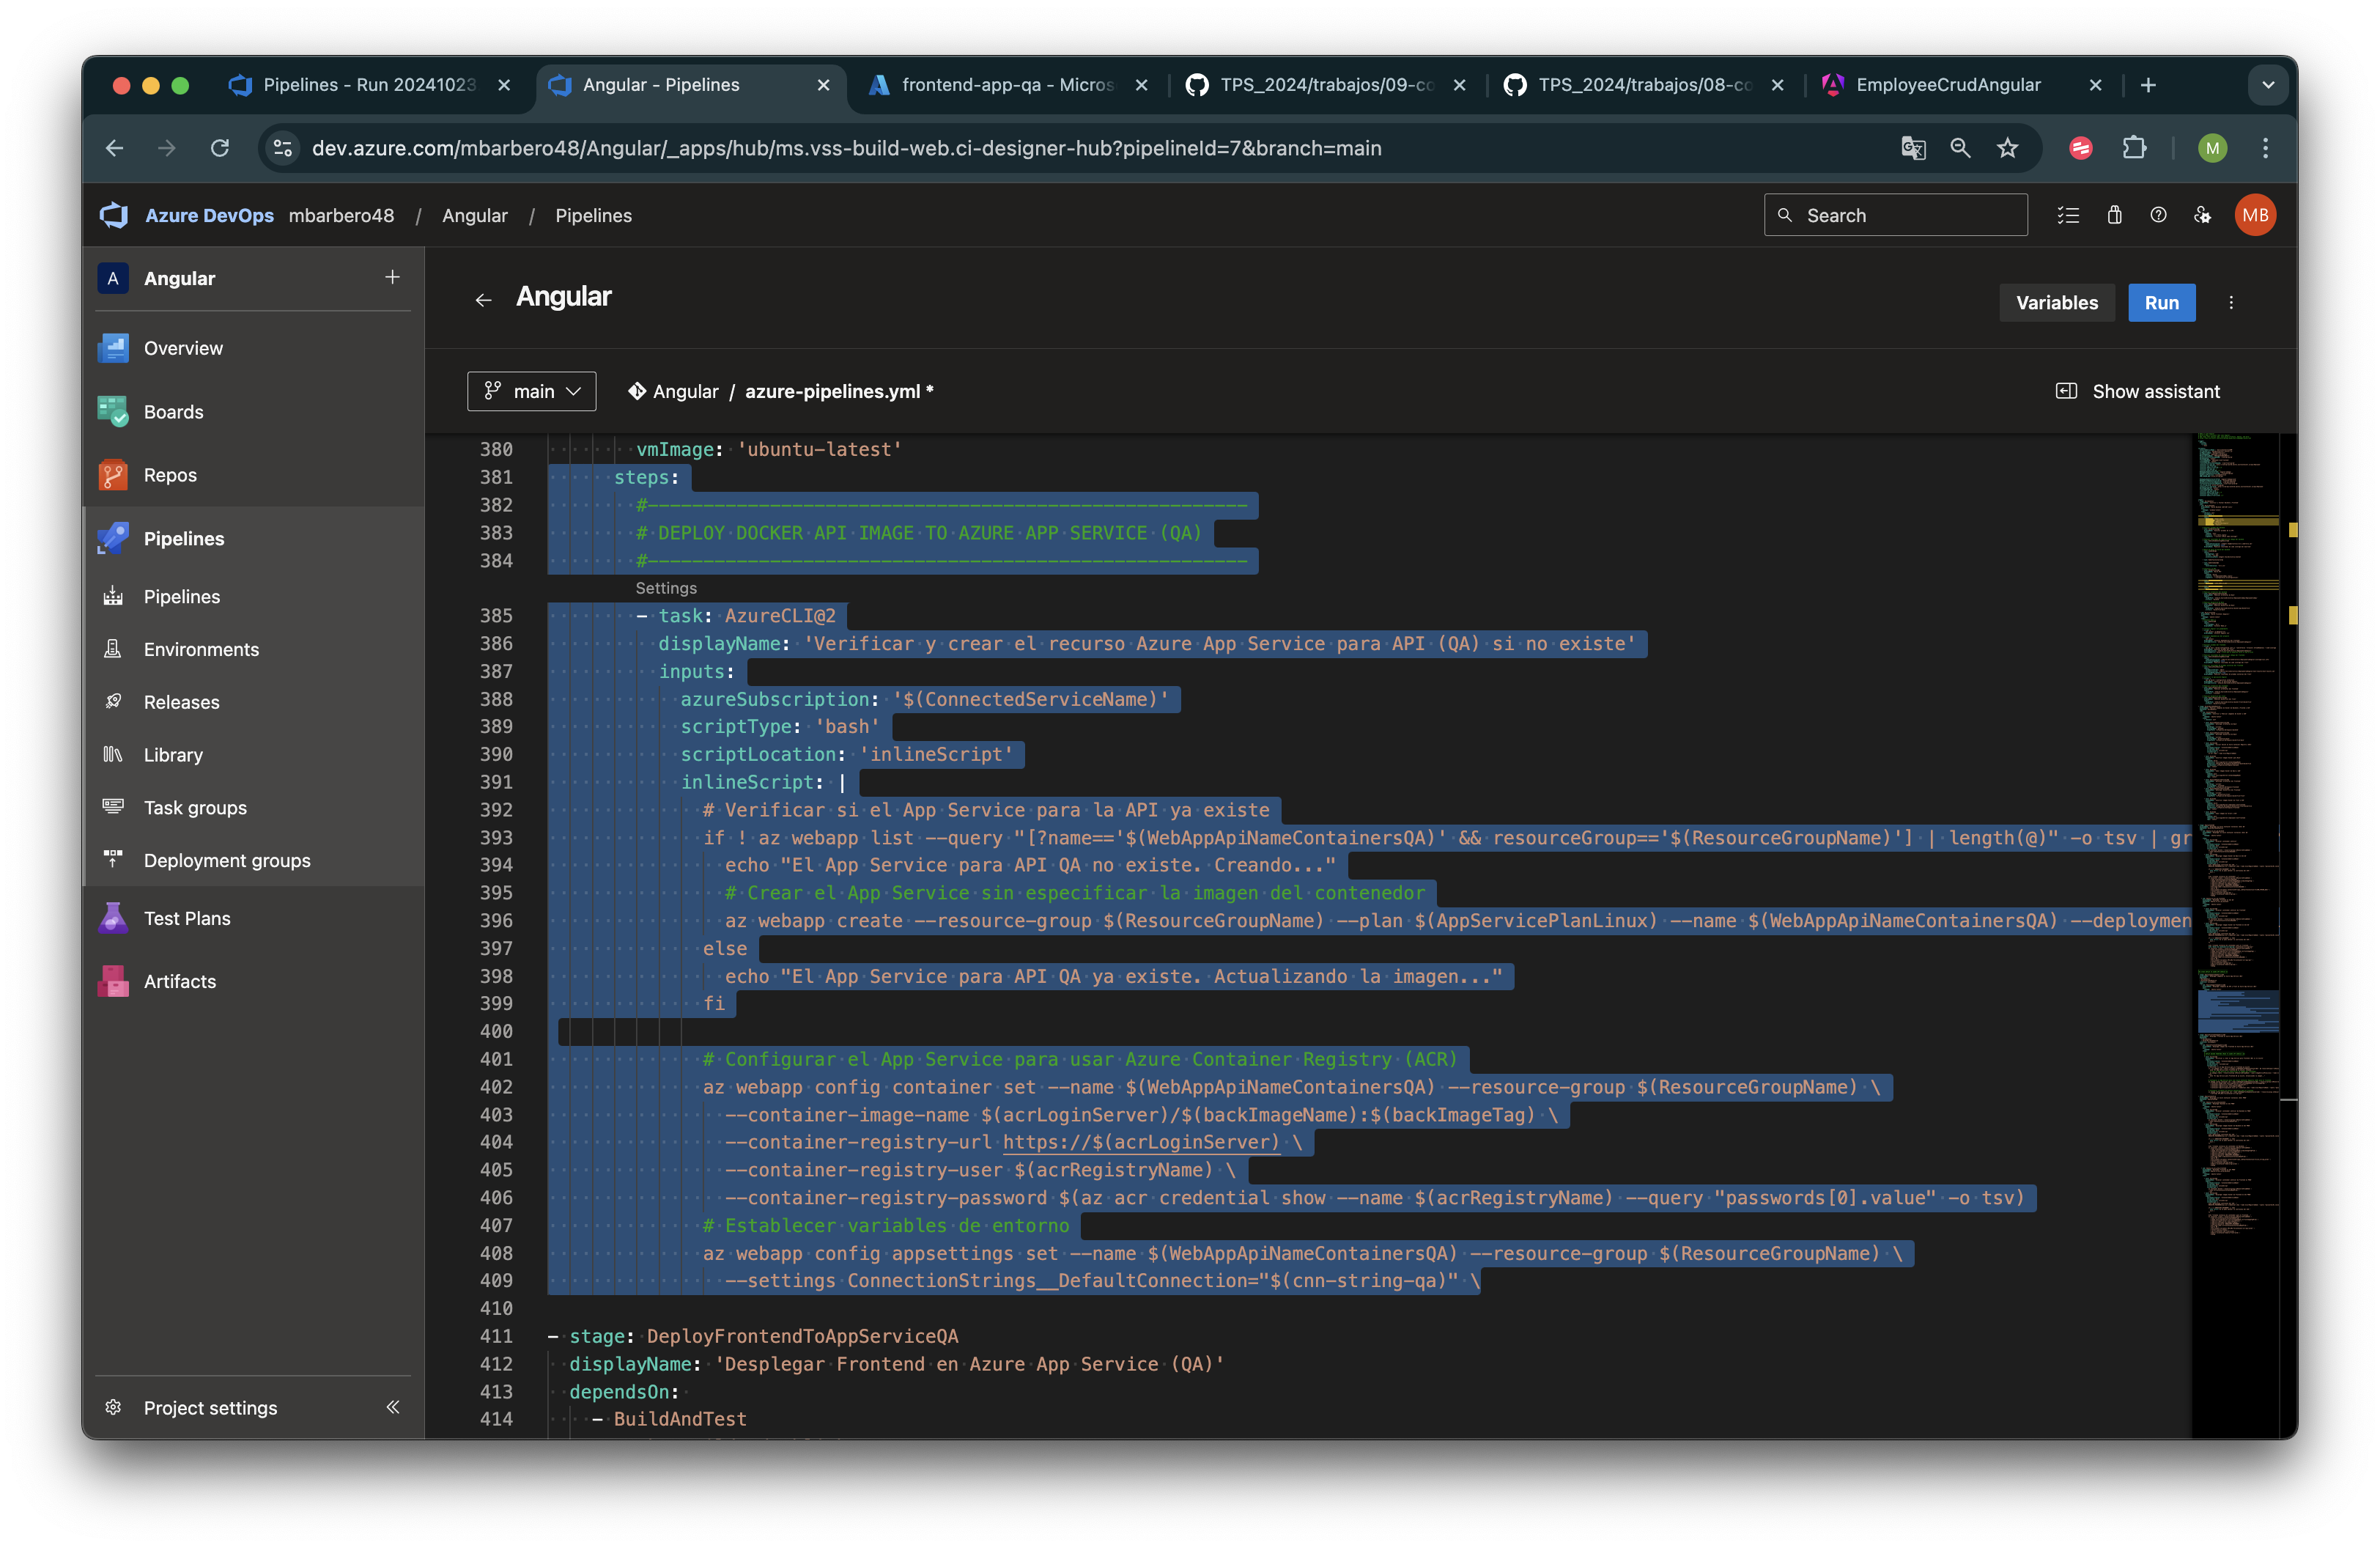 Pipelines - Run 20241023
Angular - Pipelines
frontend-app-qa - Micros
TPS_2024/trabajos/09-co
TPS_2024/trabajos/08-co
EmployeeCrudAngular
dev.azure.com/mbarbero48/Angular/_apps/hub/ms.vss-build-web.ci-designer-hub?pipelineId=7&branch=main
M
Azure DevOps mbarbero48 / Angular / Pipelines
Search
MB
A Angular
Overview
Boards
Repos
Pipelines
Pipelines
Environments
Releases
Library
Task groups
Deployment groups
Test Plans
Artifacts
Project settings
Angular
Variables
Run
main
Angular / azure-pipelines.yml *
Show assistant
380 vmImage: 'ubuntu-latest'
381 steps:
382 #------------------------------------------------------
383 # DEPLOY DOCKER API IMAGE TO AZURE APP SERVICE (QA)
384 #------------------------------------------------------
Settings
385 - task: AzureCLI@2
386 displayName: 'Verificar y crear el recurso Azure App Service para API (QA) si no existe'
387 inputs:
388 azureSubscription: '$(ConnectedServiceName)'
389 scriptType: 'bash'
390 scriptLocation: 'inlineScript'
391 inlineScript: |
392 # Verificar si el App Service para la API ya existe
393 if ! az webapp list --query "[?name=='$(WebAppApiNameContainersQA)' && resourceGroup=='$(ResourceGroupName)'] | length(@)" -o tsv | gr
394 echo "El App Service para API QA no existe. Creando..."
395 # Crear el App Service sin especificar la imagen del contenedor
396 az webapp create --resource-group $(ResourceGroupName) --plan $(AppServicePlanLinux) --name $(WebAppApiNameContainersQA) --deploymen
397 else
398 echo "El App Service para API QA ya existe. Actualizando la imagen..."
399 fi
400
401 # Configurar el App Service para usar Azure Container Registry (ACR)
402 az webapp config container set --name $(WebAppApiNameContainersQA) --resource-group $(ResourceGroupName) \
403 --container-image-name $(acrLoginServer)/$(backImageName):$(backImageTag) \
404 --container-registry-url https://$(acrLoginServer) \
405 --container-registry-user $(acrRegistryName) \
406 --container-registry-password $(az acr credential show --name $(acrRegistryName) --query "passwords[0].value" -o tsv)
407 # Establecer variables de entorno
408 az webapp config appsettings set --name $(WebAppApiNameContainersQA) --resource-group $(ResourceGroupName) \
409 --settings ConnectionStrings__DefaultConnection="$(cnn-string-qa)" \
410
411 - stage: DeployFrontendToAppServiceQA
412 displayName: 'Desplegar Frontend en Azure App Service (QA)'
413 dependsOn:
414 - BuildAndTest